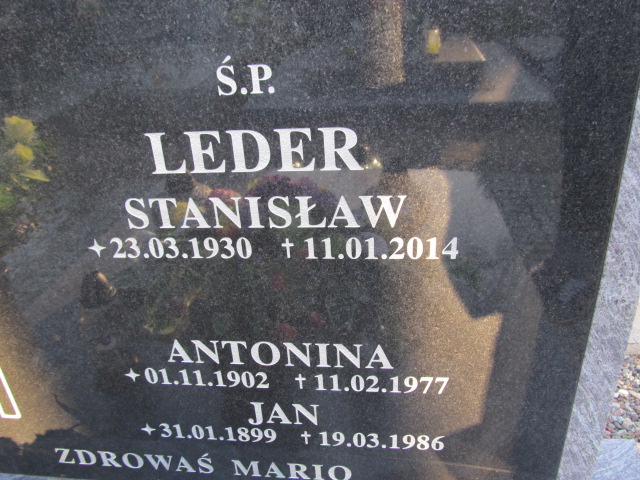 Ś.P.
LEDER
STANISŁAW
✦23.03.1930 †11.01.2014
ANTONINA
✦01.11.1902 †11.02.1977
JAN
✦31.01.1899 †19.03.1986
ZDROWAŚ MARIO